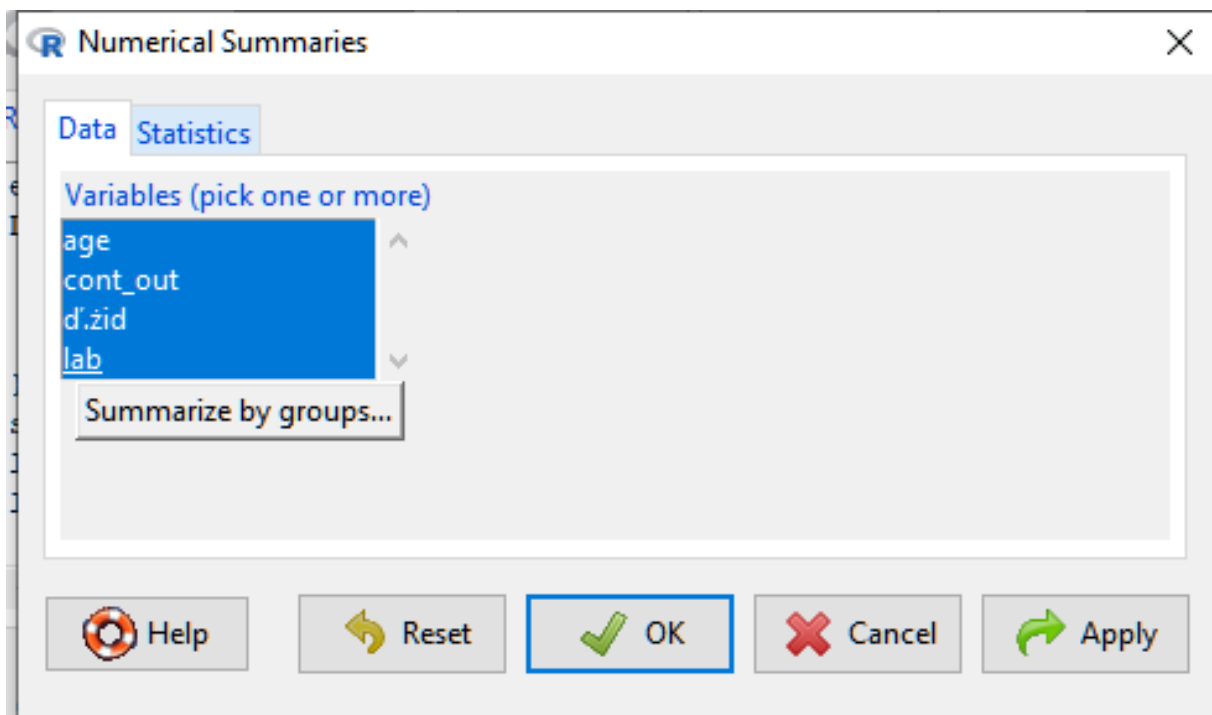 Numerical Summaries
Data
Statistics
Variables (pick one or more)
age
cont_out
ď.żid
lab
Summarize by groups...
Help
Reset
OK
Cancel
Apply